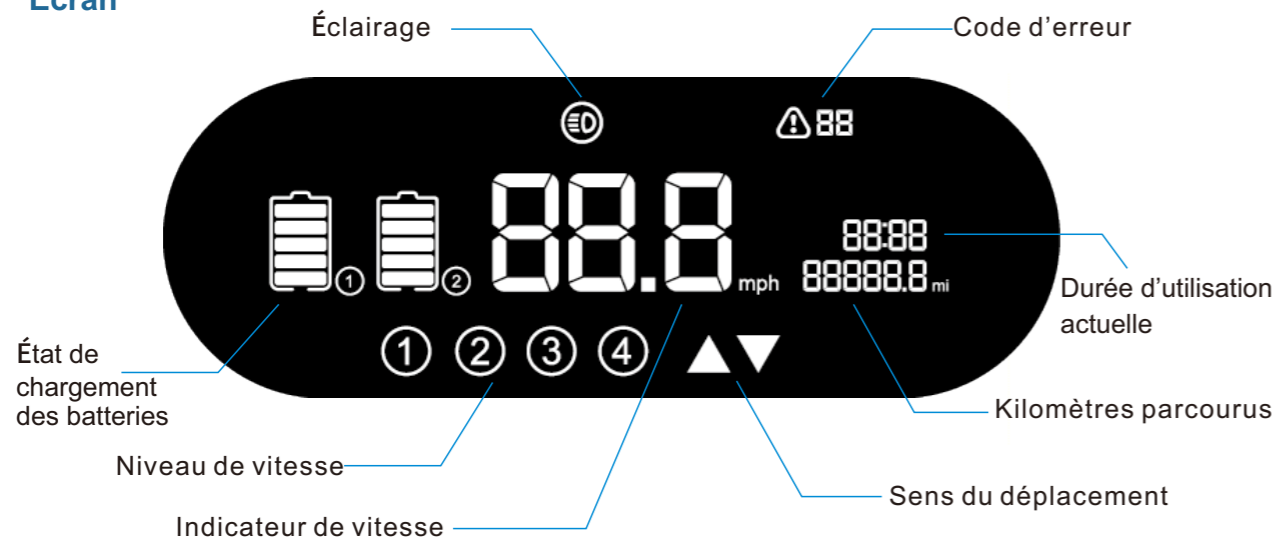 Écran
Éclairage
Code d’erreur
88
88.8 mph
88:88
88888.8 mi
1
2
1 2 3 4
Durée d’utilisation
actuelle
État de
chargement
des batteries
Kilomètres parcourus
Niveau de vitesse
Sens du déplacement
Indicateur de vitesse